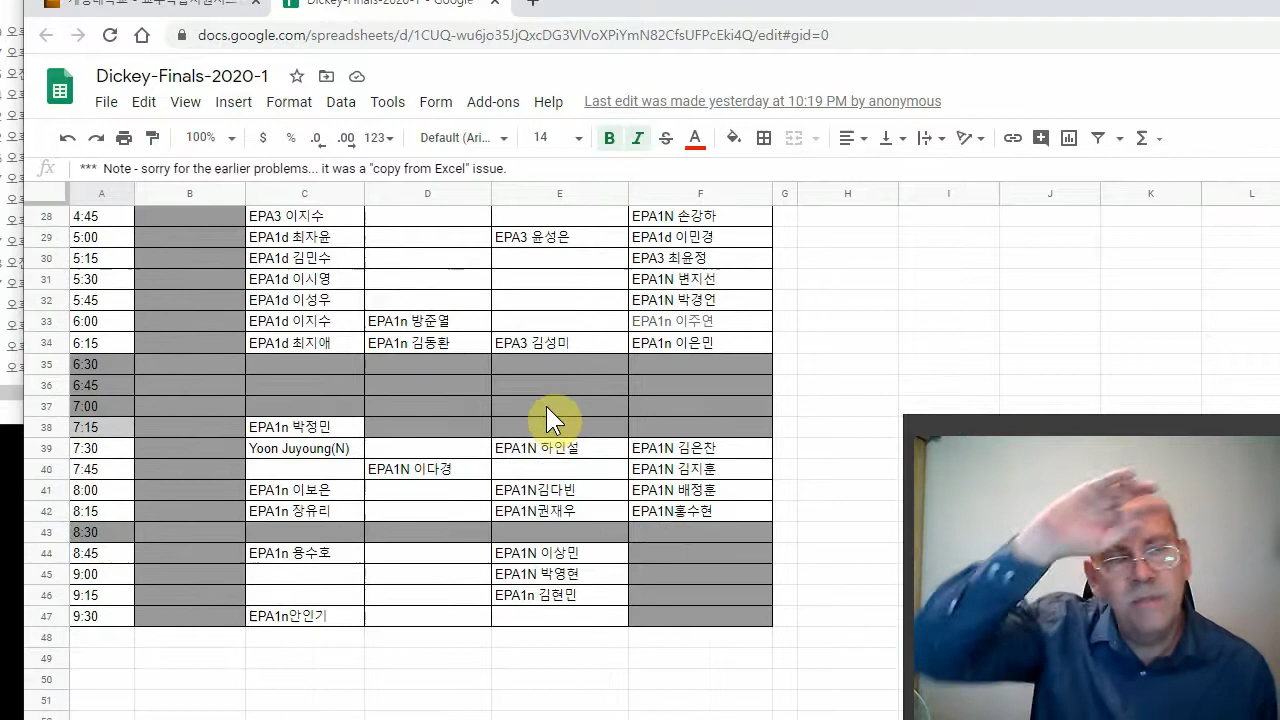 Dickey-Finals-2020-1 - Google
docs.google.com/spreadsheets/d/1CUQ-wu6jo35JjQxcDG3VlVoXPiYmN82CfsUFPcEki4Q/edit#gid=0
Dickey-Finals-2020-1
File Edit View Insert Format Data Tools Form Add-ons Help Last edit was made yesterday at 10:19 PM by anonymous
100% $ % .0 .00 123 Default (Ari... 14 B I S A Σ
fx *** Note - sorry for the earlier problems... it was a "copy from Excel" issue.
A B C D E F G H I J K L
28 4:45 EPA3 이지수 EPA1N 손강하
29 5:00 EPA1d 최자윤 EPA3 윤성은 EPA1d 이민경
30 5:15 EPA1d 김민수 EPA3 최윤정
31 5:30 EPA1d 이시영 EPA1N 변지선
32 5:45 EPA1d 이성우 EPA1N 박경언
33 6:00 EPA1d 이지수 EPA1n 방준열 EPA1n 이주연
34 6:15 EPA1d 최지애 EPA1n 김동환 EPA3 김성미 EPA1n 이은민
35 6:30
36 6:45
37 7:00
38 7:15 EPA1n 박정민
39 7:30 Yoon Juyoung(N) EPA1N 하인설 EPA1N 김은찬
40 7:45 EPA1N 이다경 EPA1N 김지훈
41 8:00 EPA1n 이보은 EPA1N김다빈 EPA1N 배정훈
42 8:15 EPA1n 장유리 EPA1N권재우 EPA1N홍수현
43 8:30
44 8:45 EPA1n 용수호 EPA1N 이상민
45 9:00 EPA1N 박영현
46 9:15 EPA1n 김현민
47 9:30 EPA1n안인기
48
49
50
51